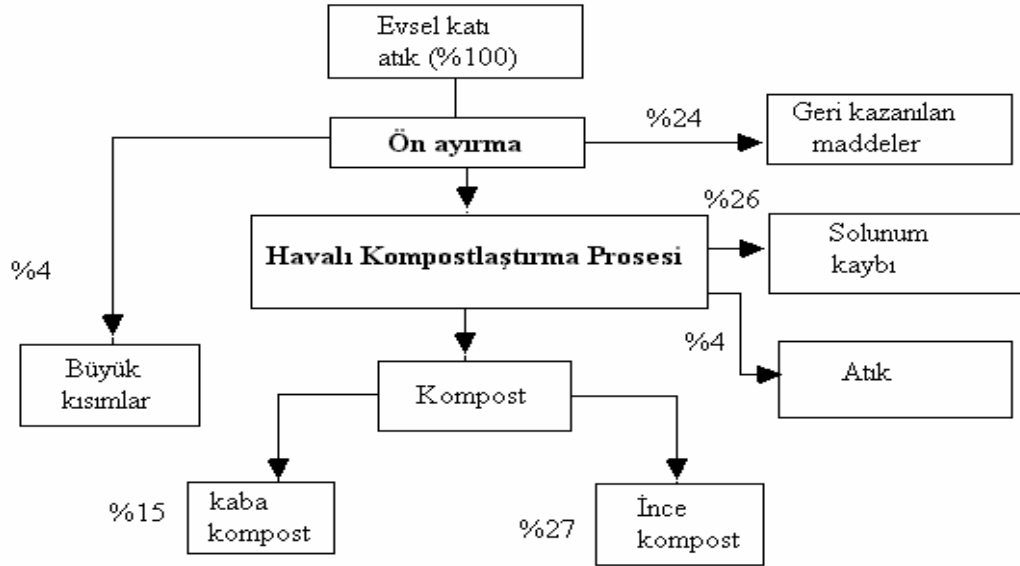 Evsel katı
atık (%100)
Ön ayırma
%24
Geri kazanılan
maddeler
%26
Havalı Kompostlaştırma Prosesi
Solunum
kaybı
%4
%4
Büyük
kısımlar
Kompost
Atık
%15
kaba
kompost
%27
İnce
kompost